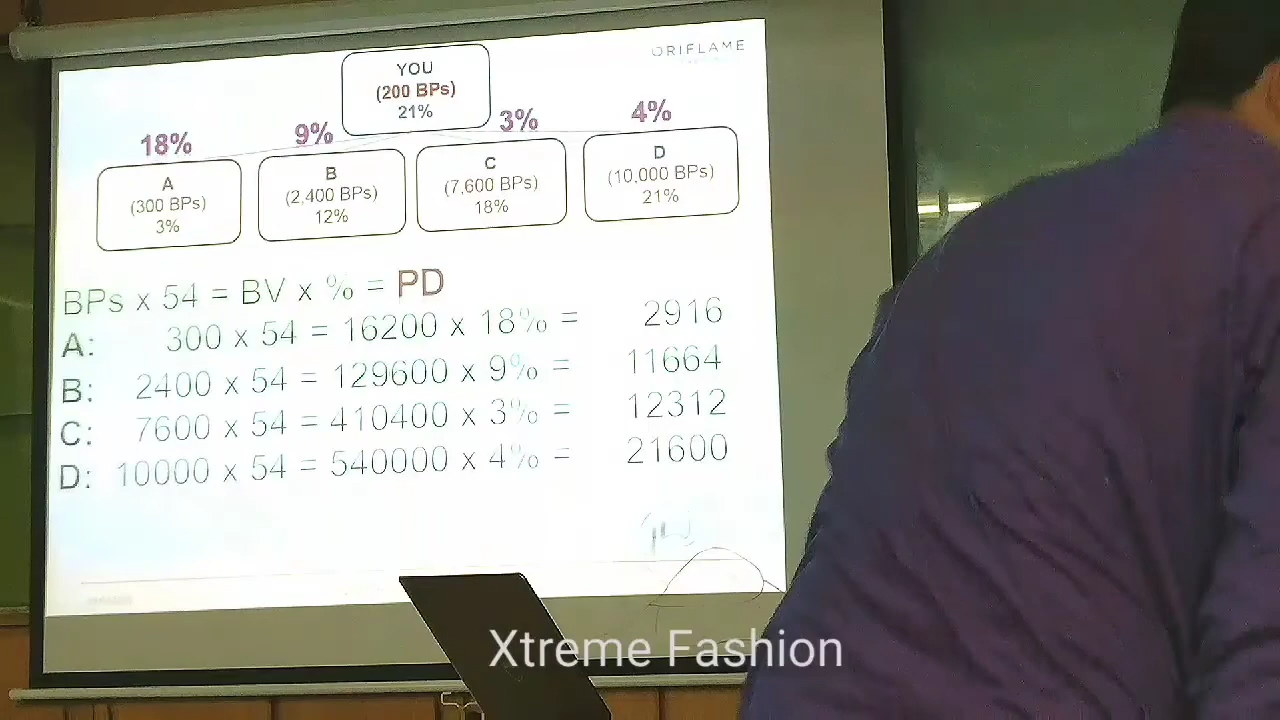 ORIFLAME
YOU
(200 BPs)
21%
18%
9%
3%
4%
A
(300 BPs)
3%
B
(2,400 BPs)
12%
C
(7,600 BPs)
18%
D
(10,000 BPs)
21%
BPs x 54 = BV x % = PD
A: 300 x 54 = 16200 x 18% = 2916
B: 2400 x 54 = 129600 x 9% = 11664
C: 7600 x 54 = 410400 x 3% = 12312
D: 10000 x 54 = 540000 x 4% = 21600
Xtreme Fashion